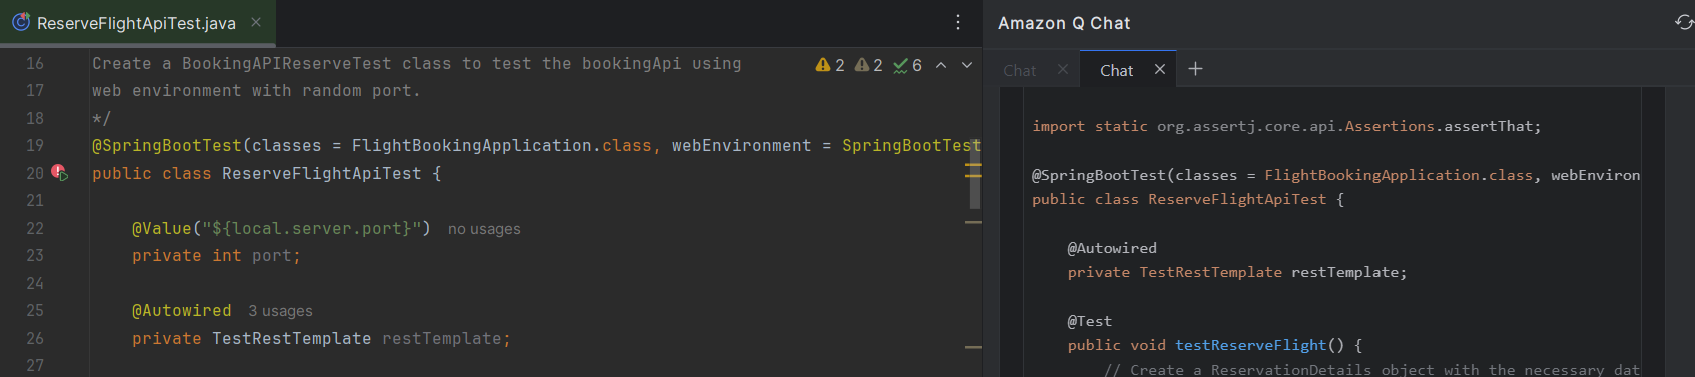 ReserveFlightApiTest.java
2 2 6
16 Create a BookingAPIReserveTest class to test the bookingApi using
17 web environment with random port.
18 */
19 @SpringBootTest(classes = FlightBookingApplication.class, webEnvironment = SpringBootTest
20 public class ReserveFlightApiTest {
21
22 @Value("${local.server.port}") no usages
23 private int port;
24
25 @Autowired 3 usages
26 private TestRestTemplate restTemplate;
27
Amazon Q Chat
Chat Chat
import static org.assertj.core.api.Assertions.assertThat;
@SpringBootTest(classes = FlightBookingApplication.class, webEnviron
public class ReserveFlightApiTest {
@Autowired
private TestRestTemplate restTemplate;
@Test
public void testReserveFlight() {
// Create a ReservationDetails object with the necessary dat